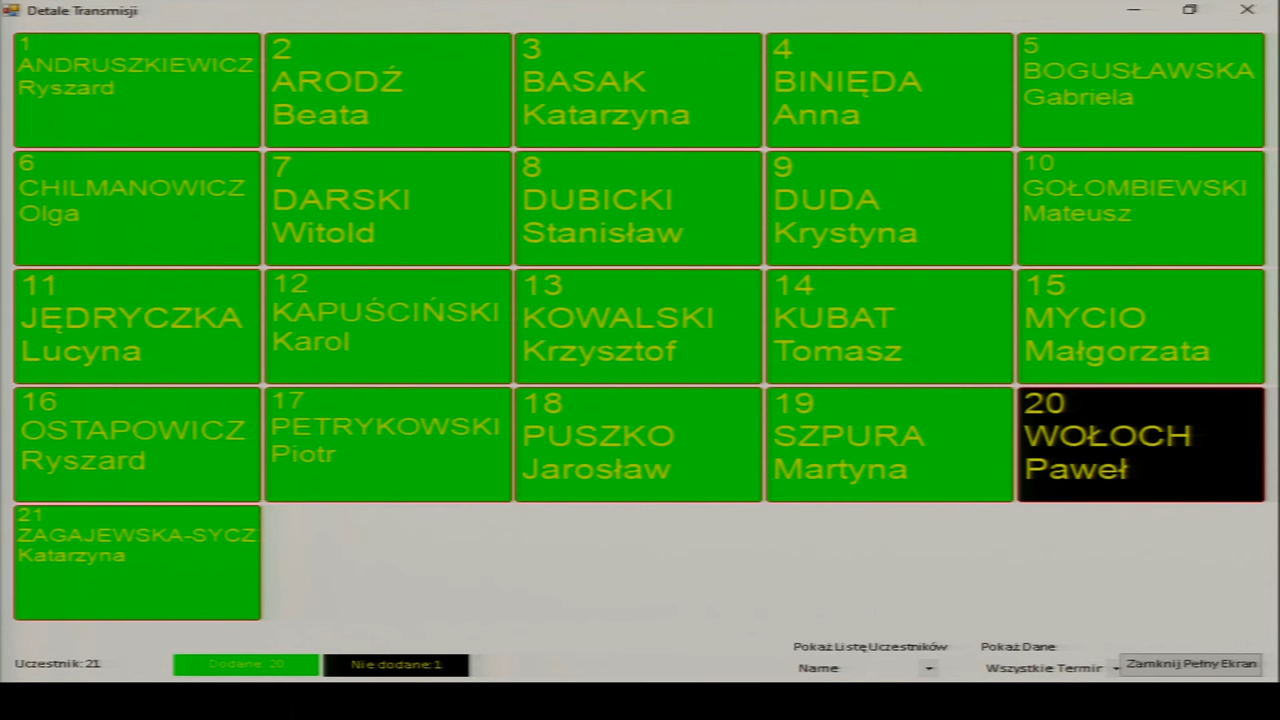 Detale Transmisji
1
ANDRUSZKIEWICZ
Ryszard
2
ARODŹ
Beata
3
BASAK
Katarzyna
4
BINIĘDA
Anna
5
BOGUSŁAWSKA
Gabriela
6
CHILMANOWICZ
Olga
7
DARSKI
Witold
8
DUBICKI
Stanisław
9
DUDA
Krystyna
10
GOŁOMBIEWSKI
Mateusz
11
JĘDRYCZKA
Lucyna
12
KAPUŚCIŃSKI
Karol
13
KOWALSKI
Krzysztof
14
KUBAT
Tomasz
15
MYCIO
Małgorzata
16
OSTAPOWICZ
Ryszard
17
PETRYKOWSKI
Piotr
18
PUSZKO
Jarosław
19
SZPURA
Martyna
20
WOŁOCH
Paweł
21
ZAGAJEWSKA-SYCZ
Katarzyna
Uczestnik: 21
Dodane: 20
Nie dodane: 1
Pokaż Listę Uczestników
Name
Pokaż Dane
Wszystkie Termir
Zamknij Pełny Ekran